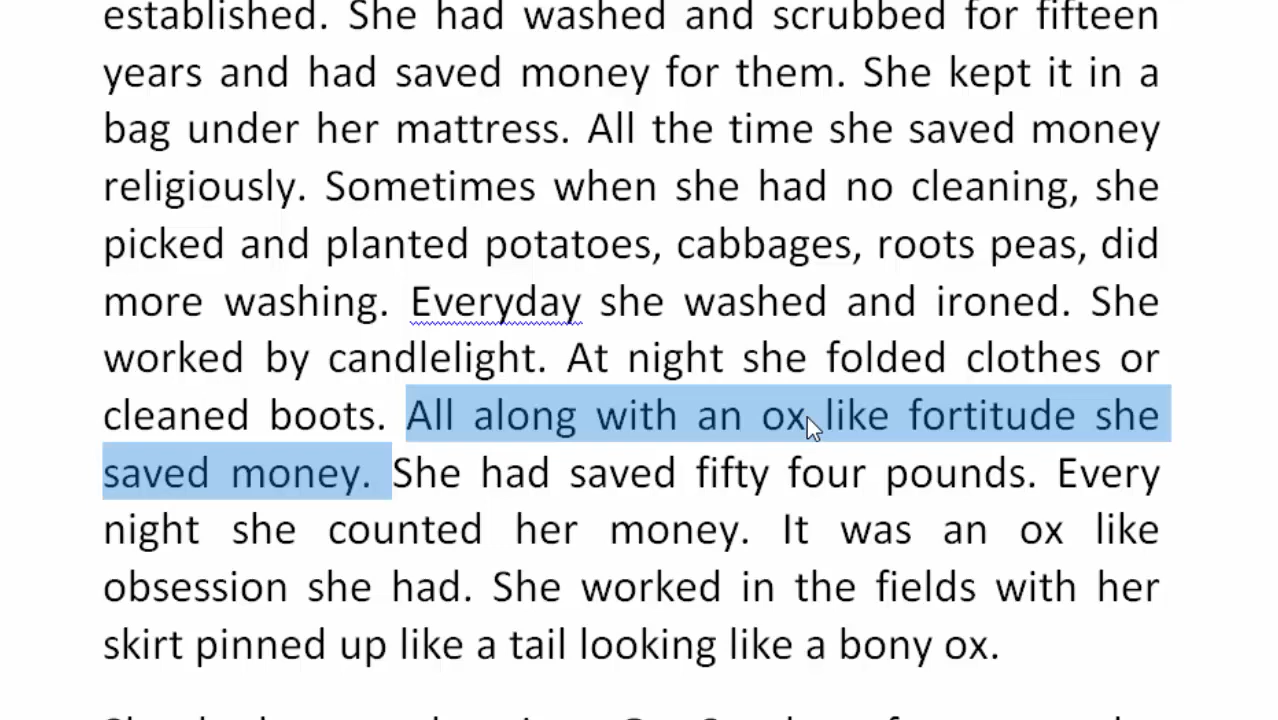 established. She had washed and scrubbed for fifteen
years and had saved money for them. She kept it in a
bag under her mattress. All the time she saved money
religiously. Sometimes when she had no cleaning, she
picked and planted potatoes, cabbages, roots peas, did
more washing. Everyday she washed and ironed. She
worked by candlelight. At night she folded clothes or
cleaned boots. All along with an ox like fortitude she
saved money. She had saved fifty four pounds. Every
night she counted her money. It was an ox like
obsession she had. She worked in the fields with her
skirt pinned up like a tail looking like a bony ox.